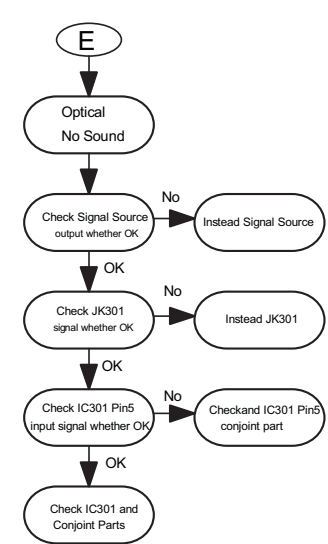 E
Optical
No Sound
Check Signal Source
output whether OK
No
Instead Signal Source
OK
Check JK301
signal whether OK
No
Instead JK301
OK
Check IC301 Pin5
input signal whether OK
No
Checkand IC301 Pin5
conjoint part
OK
Check IC301 and
Conjoint Parts